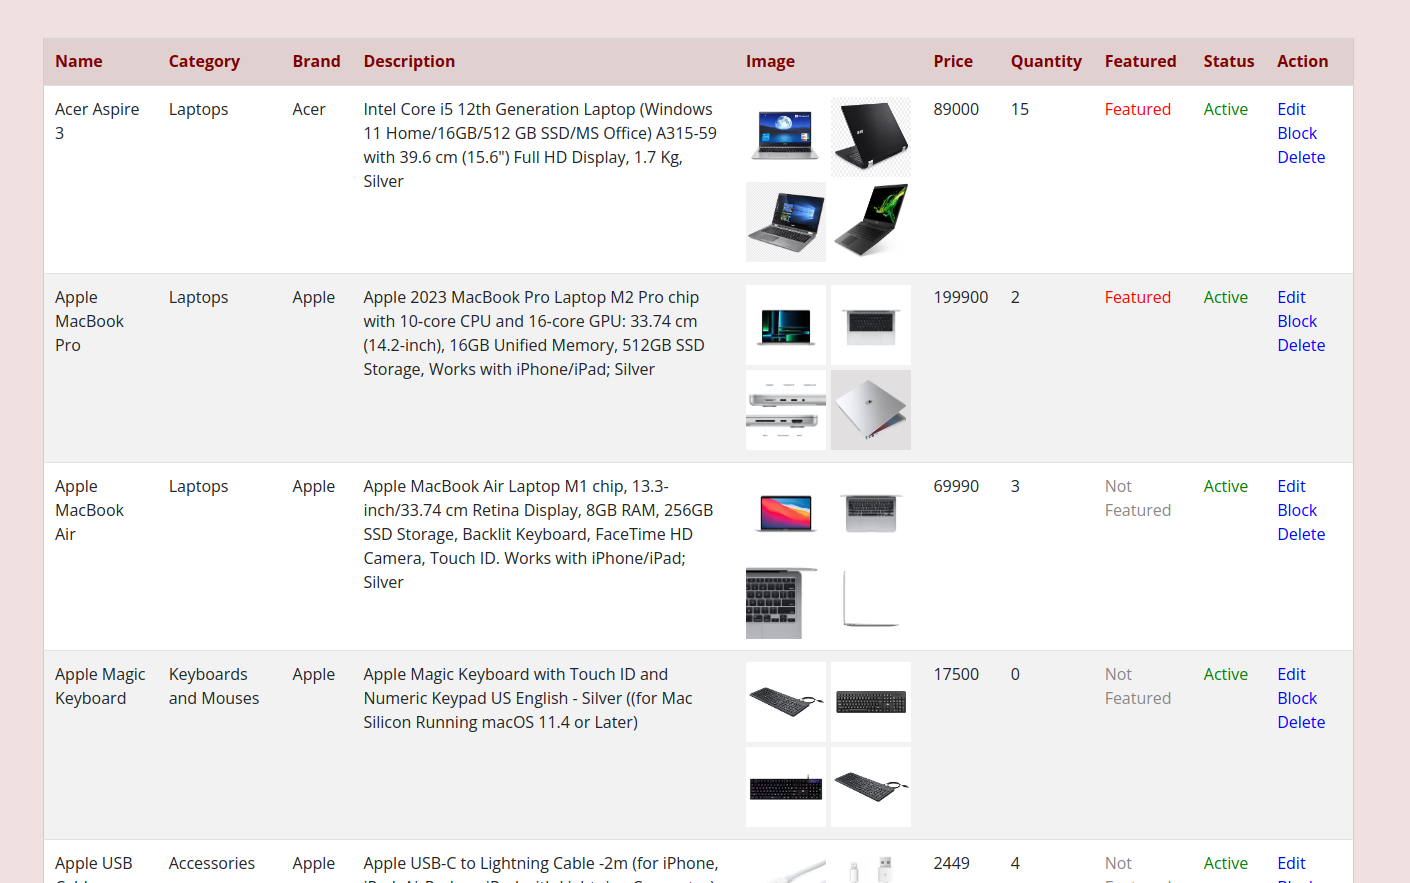 Name Category Brand Description Image Price Quantity Featured Status Action
Acer Aspire Laptops Acer Intel Core i5 12th Generation Laptop (Windows 89000 15 Featured Active Edit
3 11 Home/16GB/512 GB SSD/MS Office) A315-59 Block
with 39.6 cm (15.6") Full HD Display, 1.7 Kg, Delete
Silver
Apple Laptops Apple Apple 2023 MacBook Pro Laptop M2 Pro chip 199900 2 Featured Active Edit
MacBook with 10-core CPU and 16-core GPU: 33.74 cm Block
Pro (14.2-inch), 16GB Unified Memory, 512GB SSD Delete
Storage, Works with iPhone/iPad; Silver
Apple Laptops Apple Apple MacBook Air Laptop M1 chip, 13.3- 69990 3 Not Active Edit
MacBook inch/33.74 cm Retina Display, 8GB RAM, 256GB Featured Block
Air SSD Storage, Backlit Keyboard, FaceTime HD Delete
Camera, Touch ID. Works with iPhone/iPad;
Silver
Apple Magic Keyboards Apple Apple Magic Keyboard with Touch ID and 17500 0 Not Active Edit
Keyboard and Mouses Numeric Keypad US English - Silver ((for Mac Featured Block
Silicon Running macOS 11.4 or Later) Delete
Apple USB Accessories Apple Apple USB-C to Lightning Cable -2m (for iPhone, 2449 4 Not Active Edit